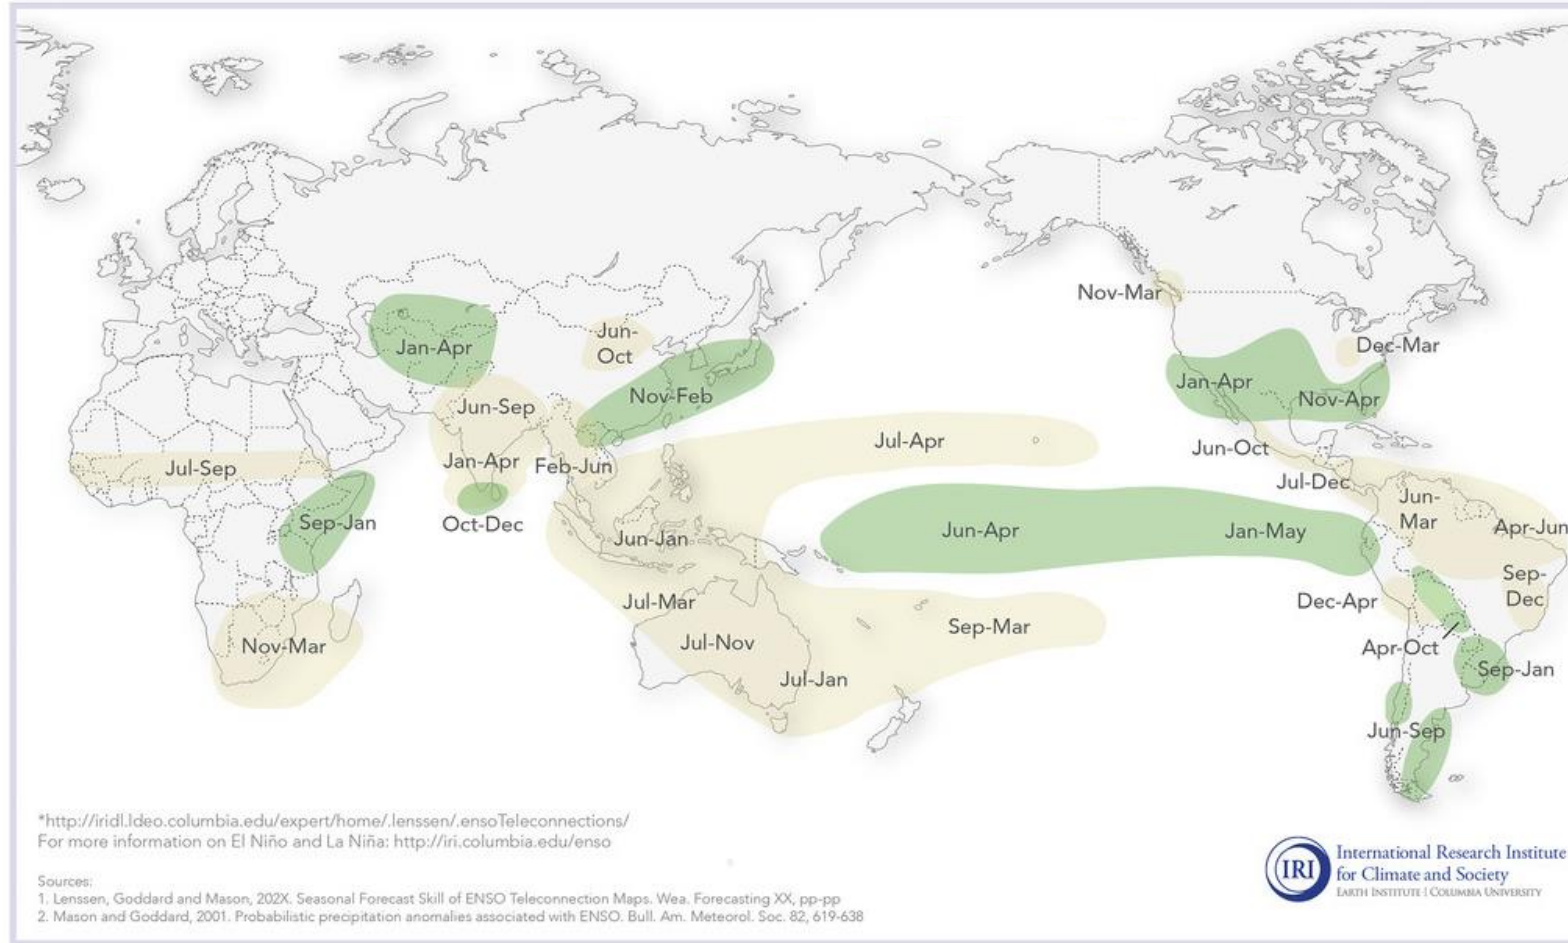 Nov-Mar
Jun-
Oct
Dec-Mar
Jan-Apr
Jan-Apr
Nov-Feb
Nov-Apr
Jun-Sep
Jul-Apr
Jun-Oct
Jul-Sep
Jan-Apr
Feb-Jun
Jul-Dec
Jun-
Mar
Sep-Jan
Oct-Dec
Jun-Jan
Jun-Apr
Jan-May
Apr-Jun
Sep-
Dec
Jul-Mar
Dec-Apr
Nov-Mar
Jul-Nov
Sep-Mar
Apr-Oct
Jul-Jan
Sep-Jan
Jun-Sep
*http://iridl.ldeo.columbia.edu/expert/home/.lenssen/.ensoTeleconnections/
For more information on El Niño and La Niña: http://iri.columbia.edu/enso
Sources:
1. Lenssen, Goddard and Mason, 202X. Seasonal Forecast Skill of ENSO Teleconnection Maps. Wea. Forecasting XX, pp-pp
2. Mason and Goddard, 2001. Probabilistic precipitation anomalies associated with ENSO. Bull. Am. Meteorol. Soc. 82, 619-638
IRI
International Research Institute
for Climate and Society
EARTH INSTITUTE | COLUMBIA UNIVERSITY